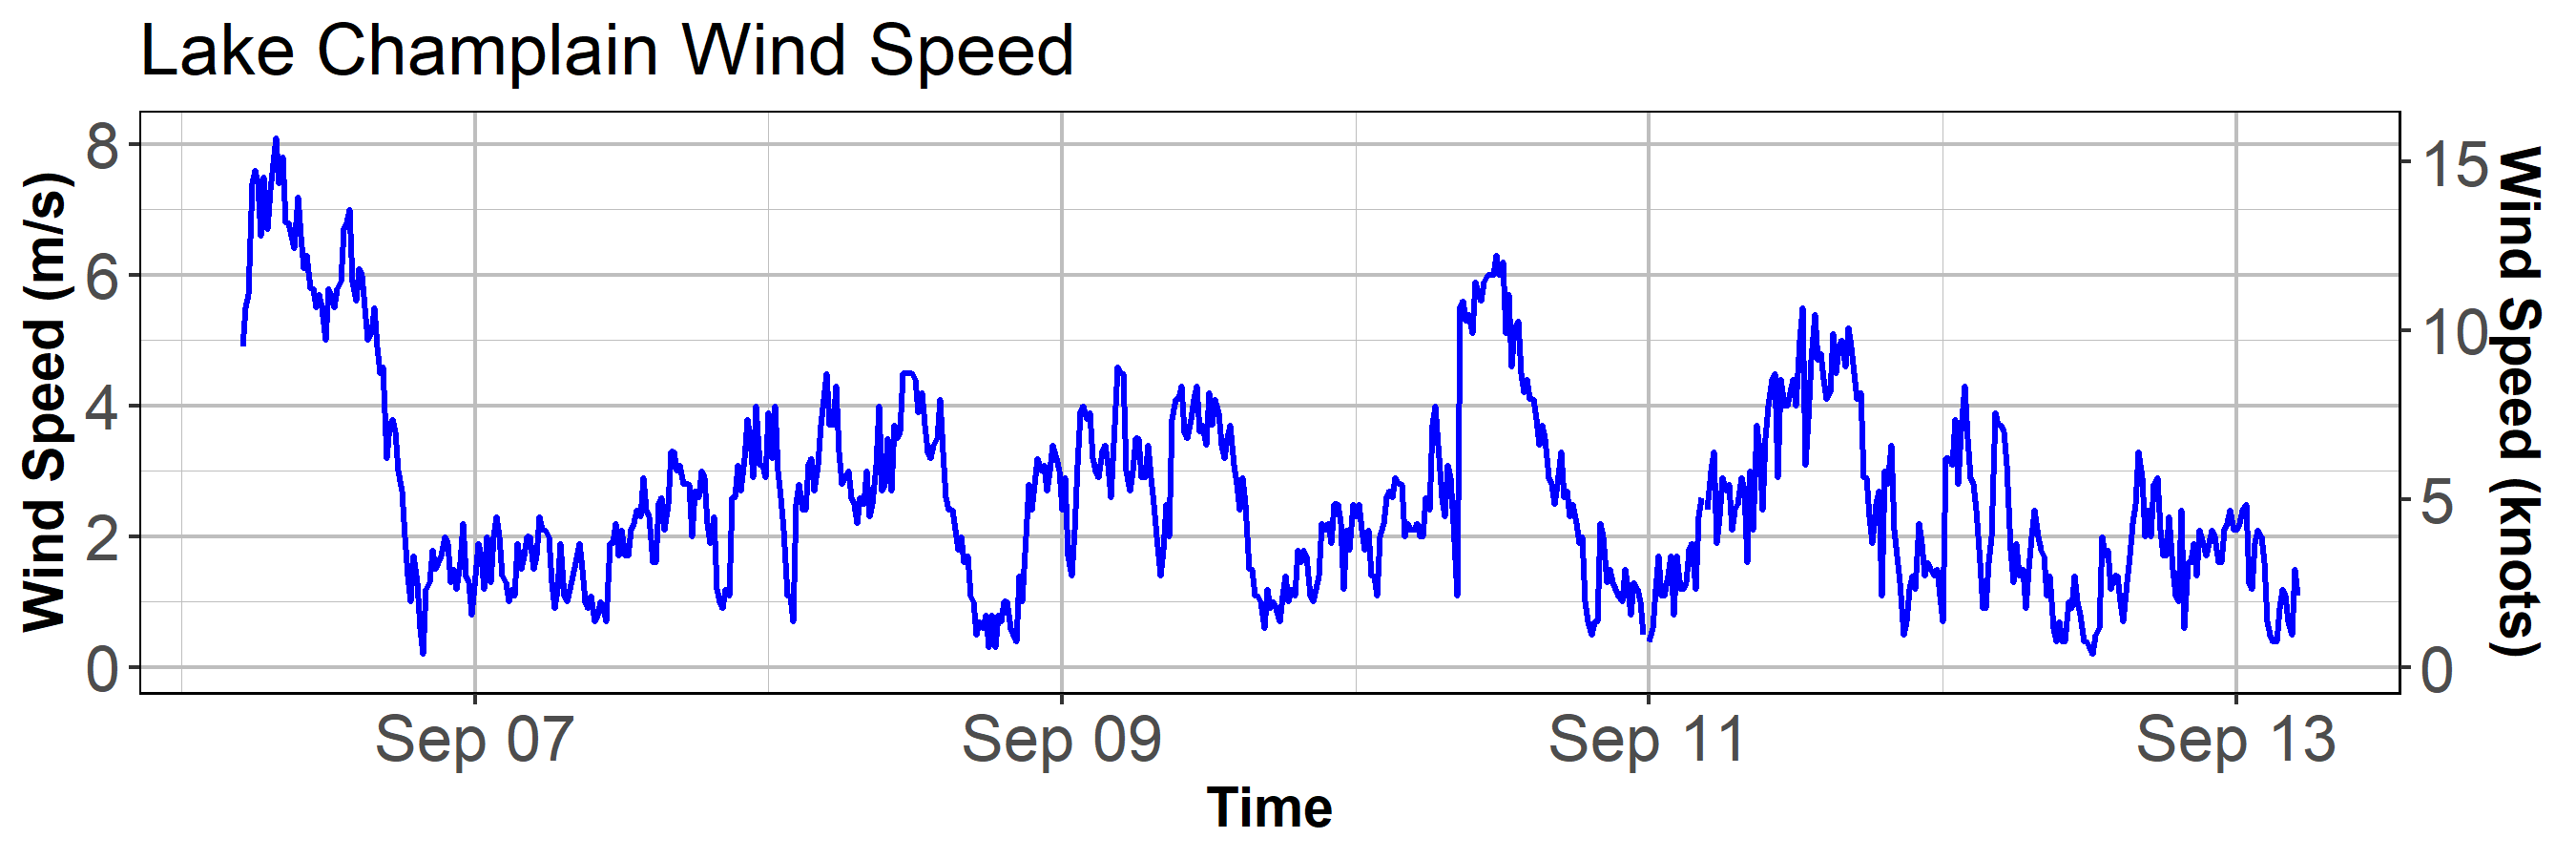 Lake Champlain Wind Speed
Wind Speed (m/s)
8
6
4
2
0
15
10
5
0
Wind Speed (knots)
Sep 07
Sep 09
Sep 11
Sep 13
Time